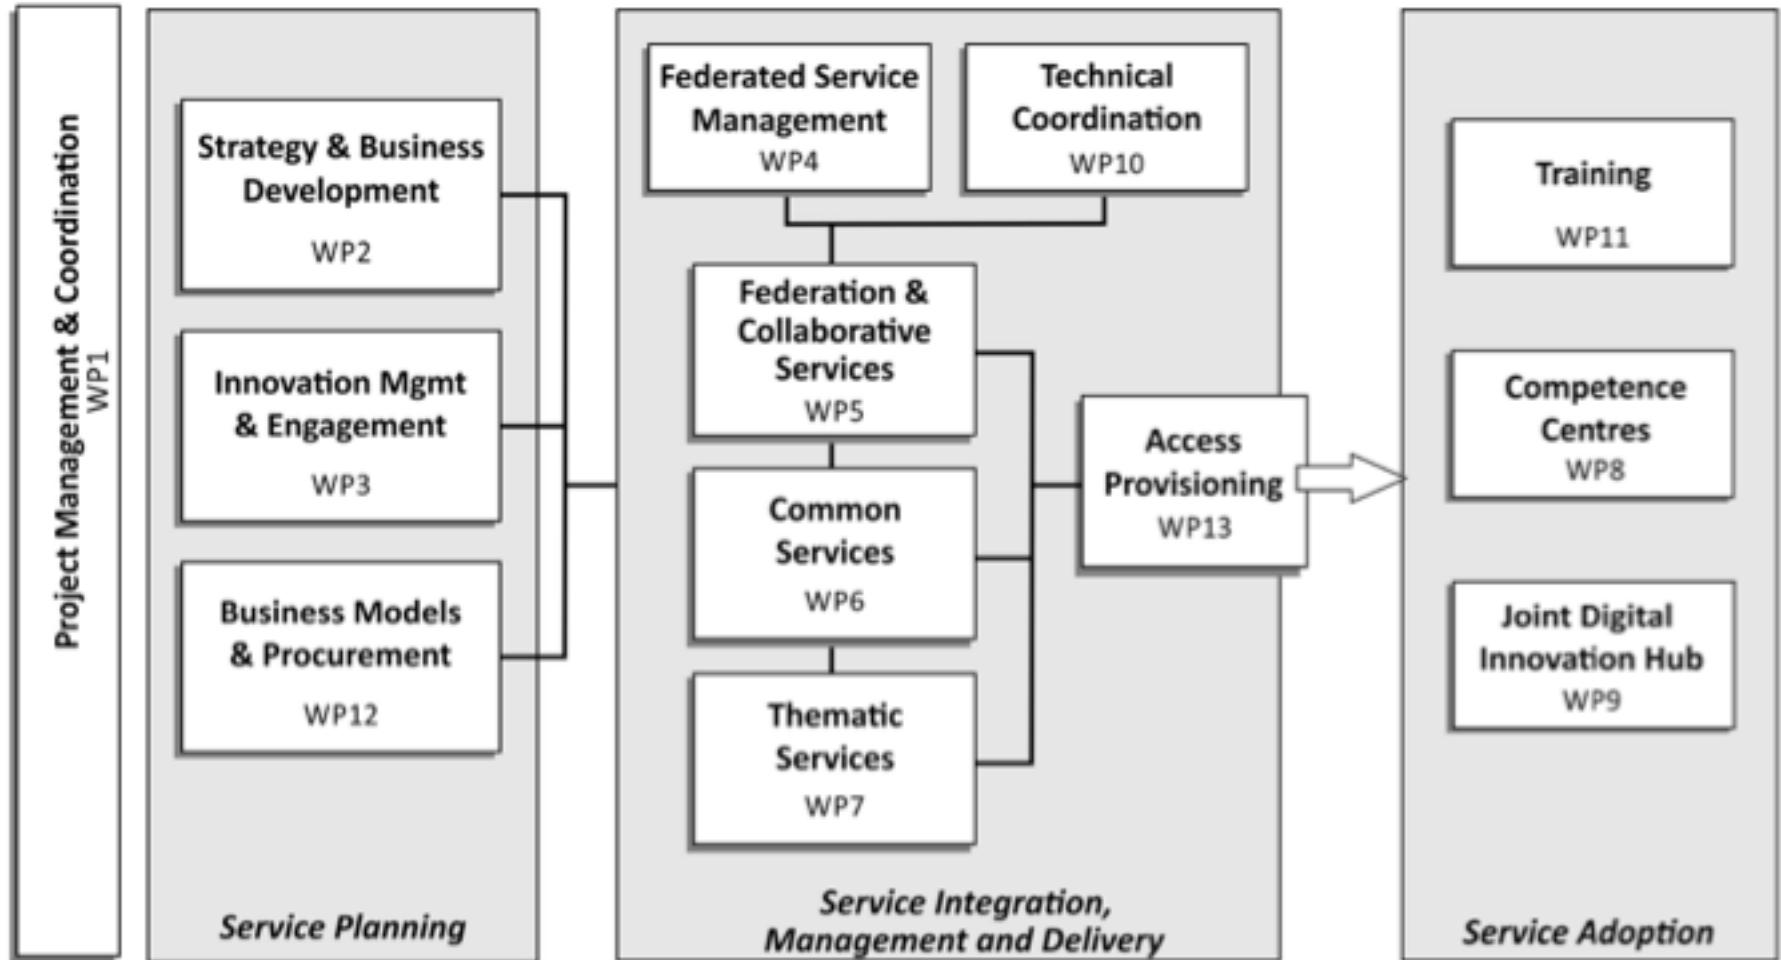 Project Management & Coordination
WP1
Strategy & Business
Development
WP2
Innovation Mgmt
& Engagement
WP3
Business Models
& Procurement
WP12
Service Planning
Federated Service
Management
WP4
Technical
Coordination
WP10
Federation &
Collaborative
Services
WP5
Common
Services
WP6
Thematic
Services
WP7
Access
Provisioning
WP13
Service Integration,
Management and Delivery
Training
WP11
Competence
Centres
WP8
Joint Digital
Innovation Hub
WP9
Service Adoption